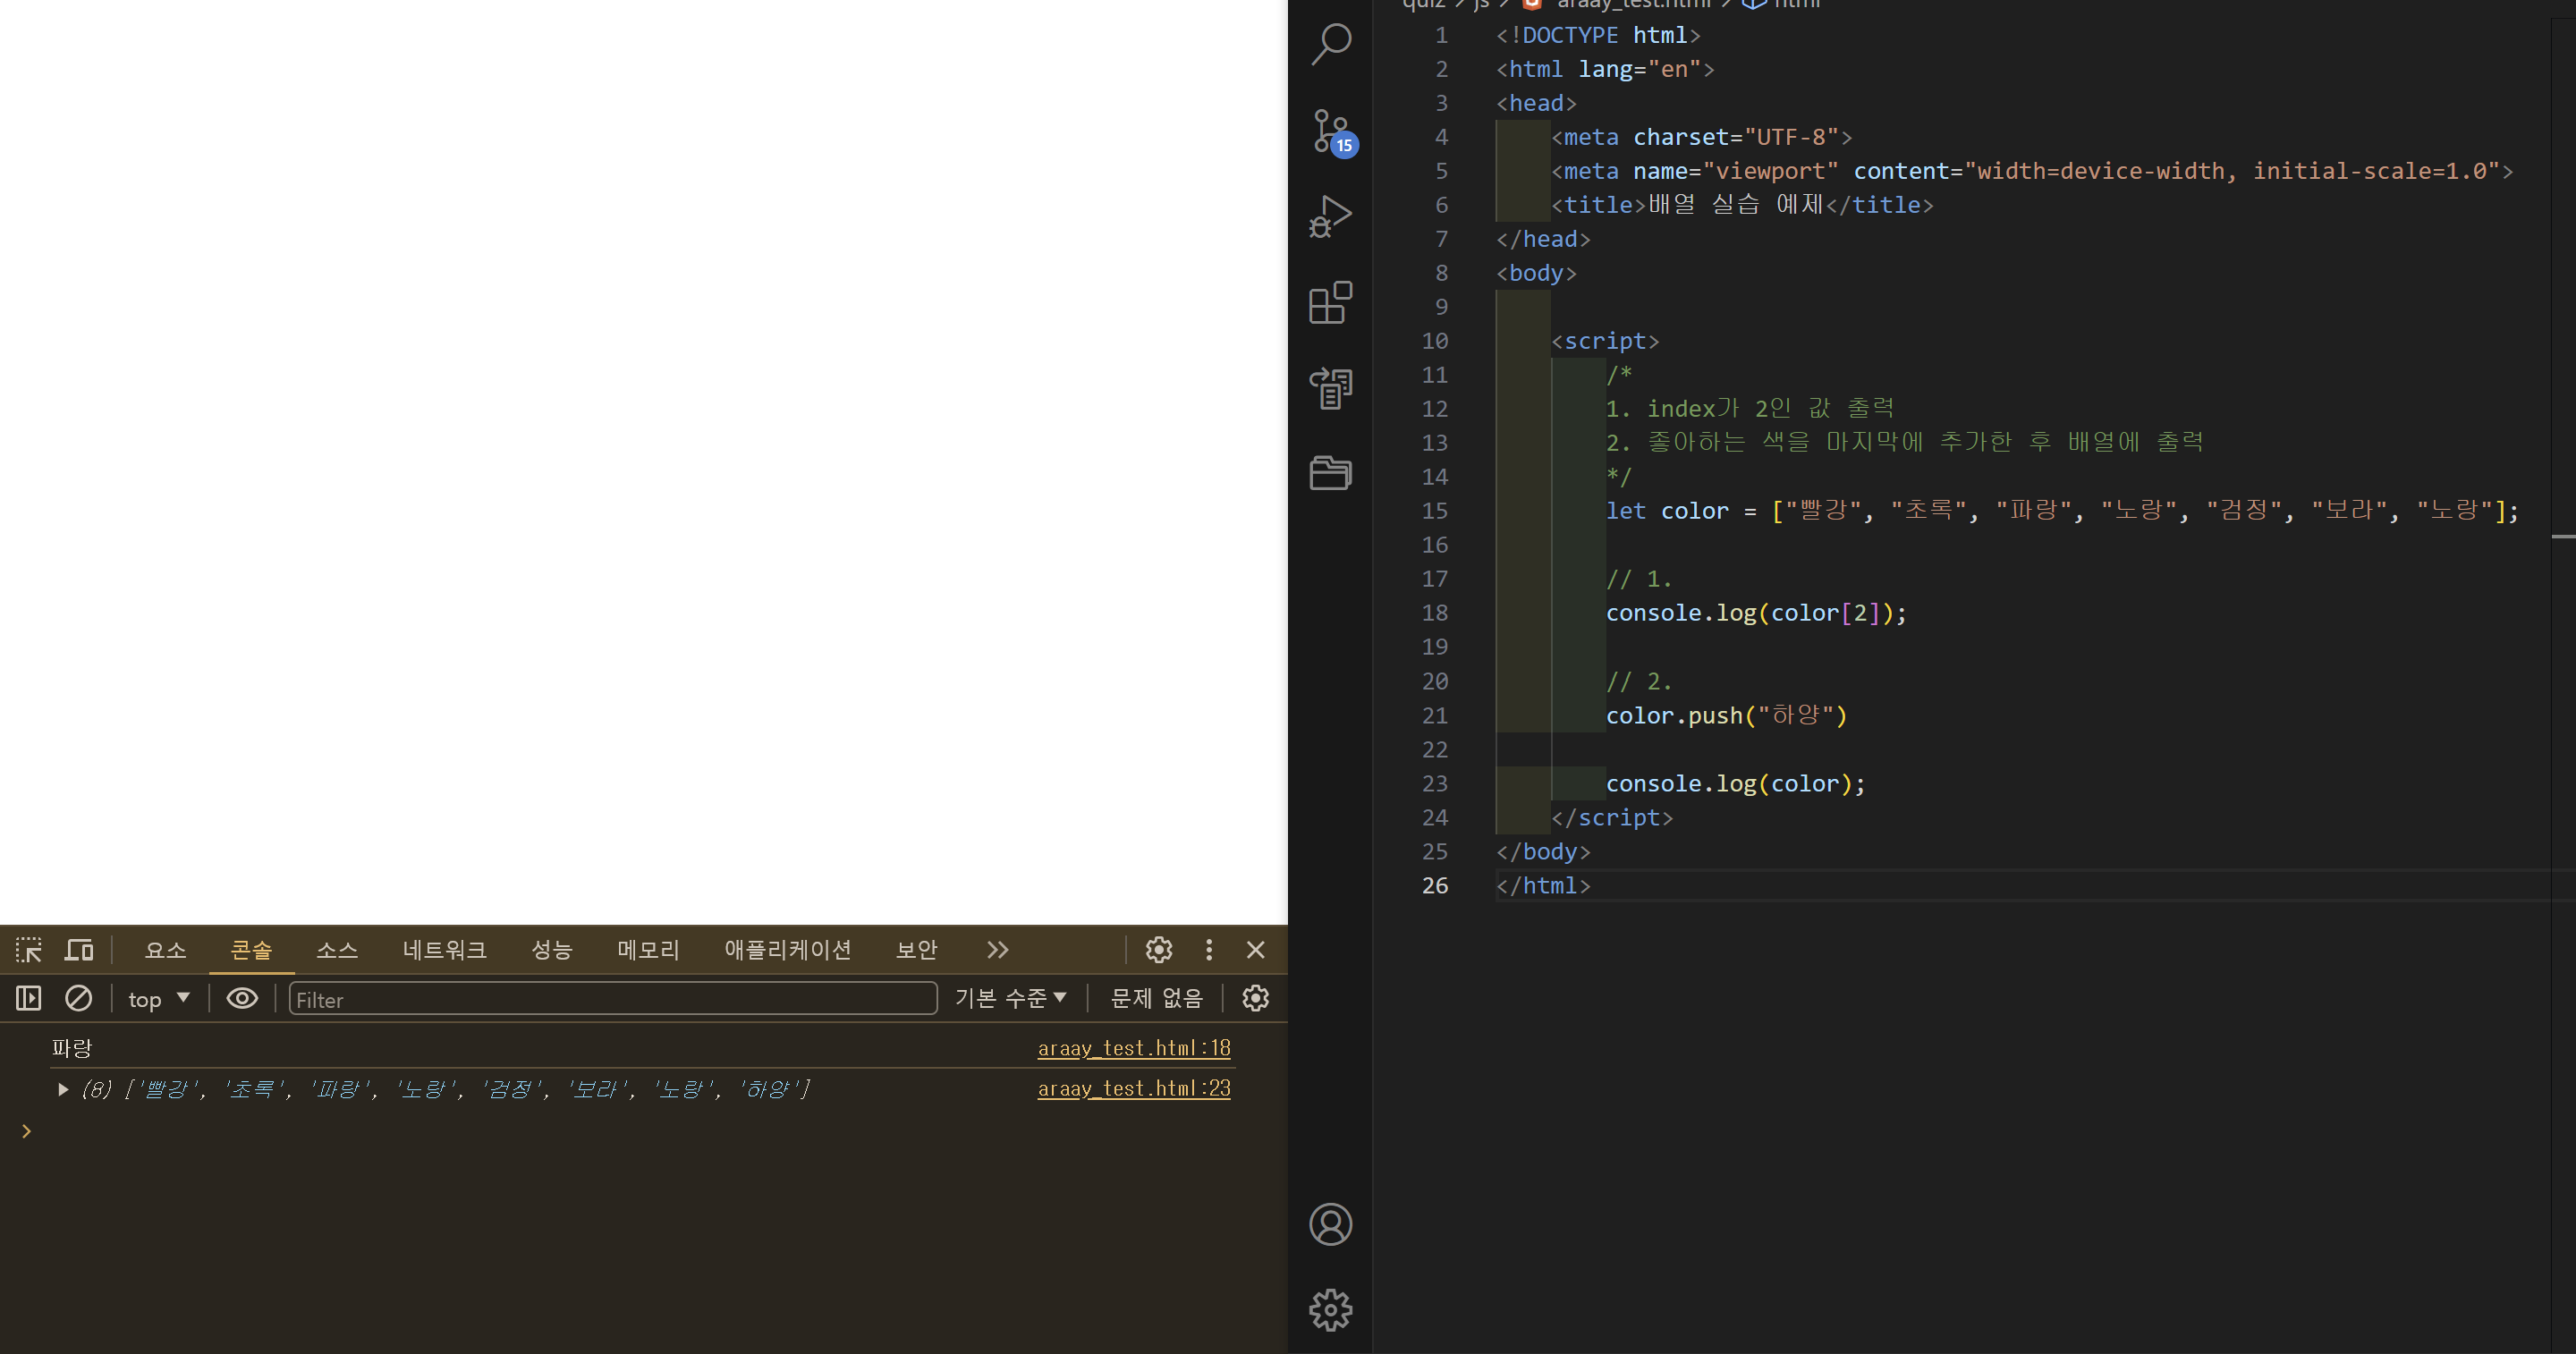 요소 콘솔 소스 네트워크 성능 메모리 애플리케이션 보안
top Filter 기본 수준 문제 없음
파랑 araay_test.html:18
(8) ['빨강', '초록', '파랑', '노랑', '검정', '보라', '노랑', '하양'] araay_test.html:23
15
quiz > js > araay_test.html > html
1 <!DOCTYPE html>
2 <html lang="en">
3 <head>
4 <meta charset="UTF-8">
5 <meta name="viewport" content="width=device-width, initial-scale=1.0">
6 <title>배열 실습 예제</title>
7 </head>
8 <body>
9
10 <script>
11 /*
12 1. index가 2인 값 출력
13 2. 좋아하는 색을 마지막에 추가한 후 배열에 출력
14 */
15 let color = ["빨강", "초록", "파랑", "노랑", "검정", "보라", "노랑"];
16
17 // 1.
18 console.log(color[2]);
19
20 // 2.
21 color.push("하양")
22
23 console.log(color);
24 </script>
25 </body>
26 </html>